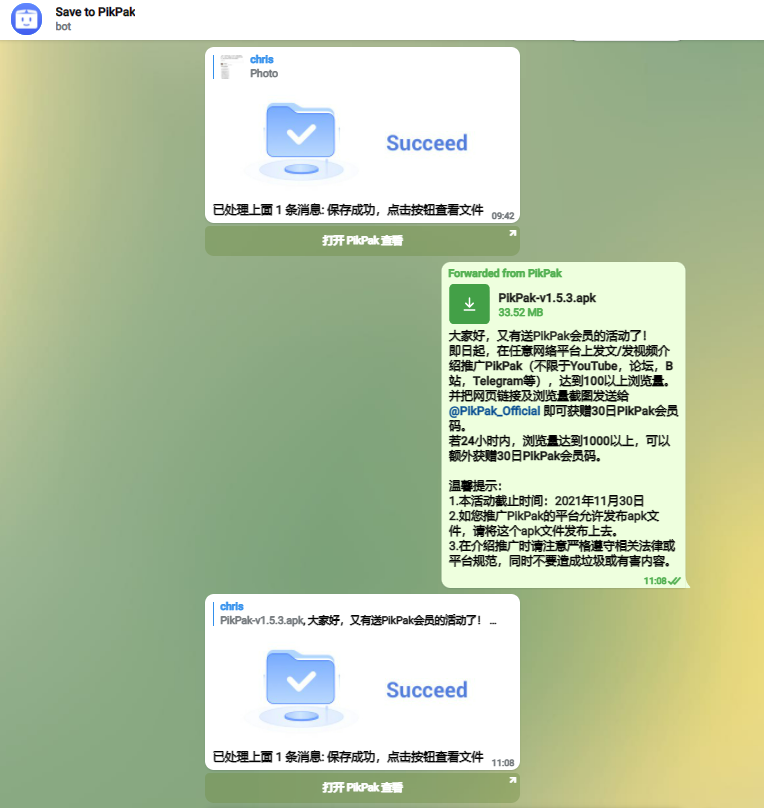 Save to PikPak
bot
chris
Photo
Succeed
已处理上面 1 条消息: 保存成功，点击按钮查看文件
09:42
打开 PikPak 查看
Forwarded from PikPak
PikPak-v1.5.3.apk
33.52 MB
大家好，又有送PikPak会员的活动了！
即日起，在任意网络平台上发文/发视频介
绍推广PikPak（不限于YouTube，论坛，B
站，Telegram等），达到100以上浏览量。
并把网页链接及浏览量截图发送给
@PikPak_Official 即可获赠30日PikPak会员
码。
若24小时内，浏览量达到1000以上，可以
额外获赠30日PikPak会员码。
温馨提示：
1.本活动截止时间：2021年11月30日
2.如您推广PikPak的平台允许发布apk文
件，请将这个apk文件发布上去。
3.在介绍推广时请注意严格遵守相关法律或
平台规范，同时不要造成垃圾或有害内容。
11:08
chris
PikPak-v1.5.3.apk, 大家好，又有送PikPak会员的活动了！ ...
Succeed
已处理上面 1 条消息: 保存成功，点击按钮查看文件
11:08
打开 PikPak 查看